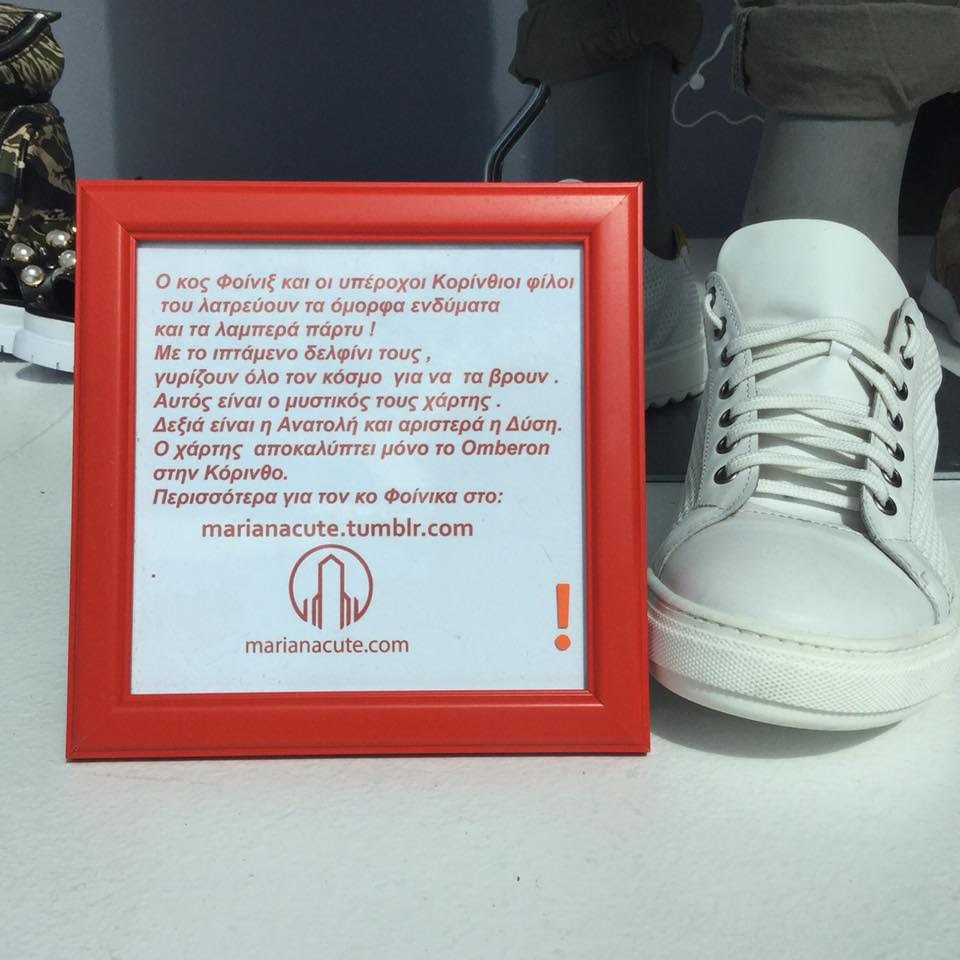 Ο κος Φοίνιξ και οι υπέροχοι Κορίνθιοι φίλοι
του λατρεύουν τα όμορφα ενδύματα
και τα λαμπερά πάρτυ !
Με το ιπτάμενο δελφίνι τους ,
γυρίζουν όλο τον κόσμο για να τα βρουν .
Αυτός είναι ο μυστικός τους χάρτης .
Δεξιά είναι η Ανατολή και αριστερά η Δύση.
Ο χάρτης αποκαλύπτει μόνο το Omberon
στην Κόρινθο.
Περισσότερα για τον κο Φοίνικα στο:
marianacute.tumblr.com
marianacute.com
!